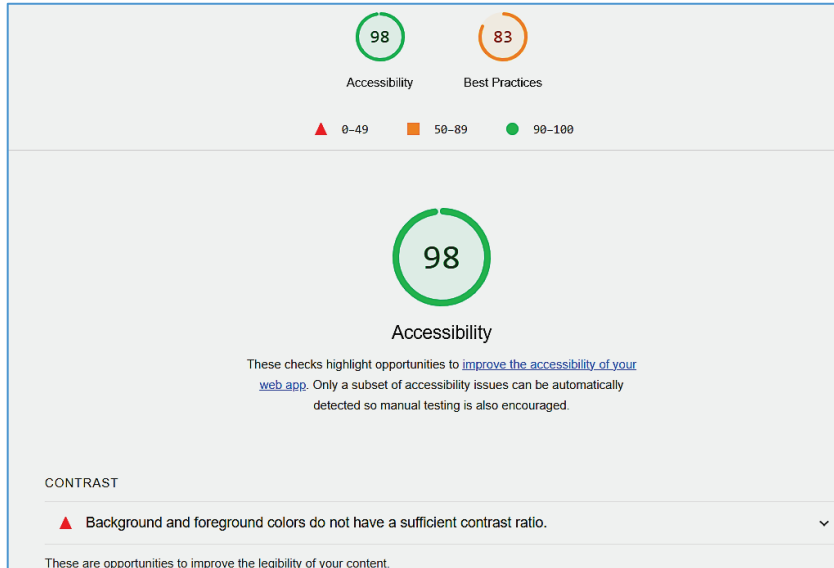 98 83
Accessibility Best Practices
0–49 50–89 90–100
98
Accessibility
These checks highlight opportunities to improve the accessibility of your
web app. Only a subset of accessibility issues can be automatically
detected so manual testing is also encouraged.
CONTRAST
Background and foreground colors do not have a sufficient contrast ratio.
These are opportunities to improve the legibility of your content.